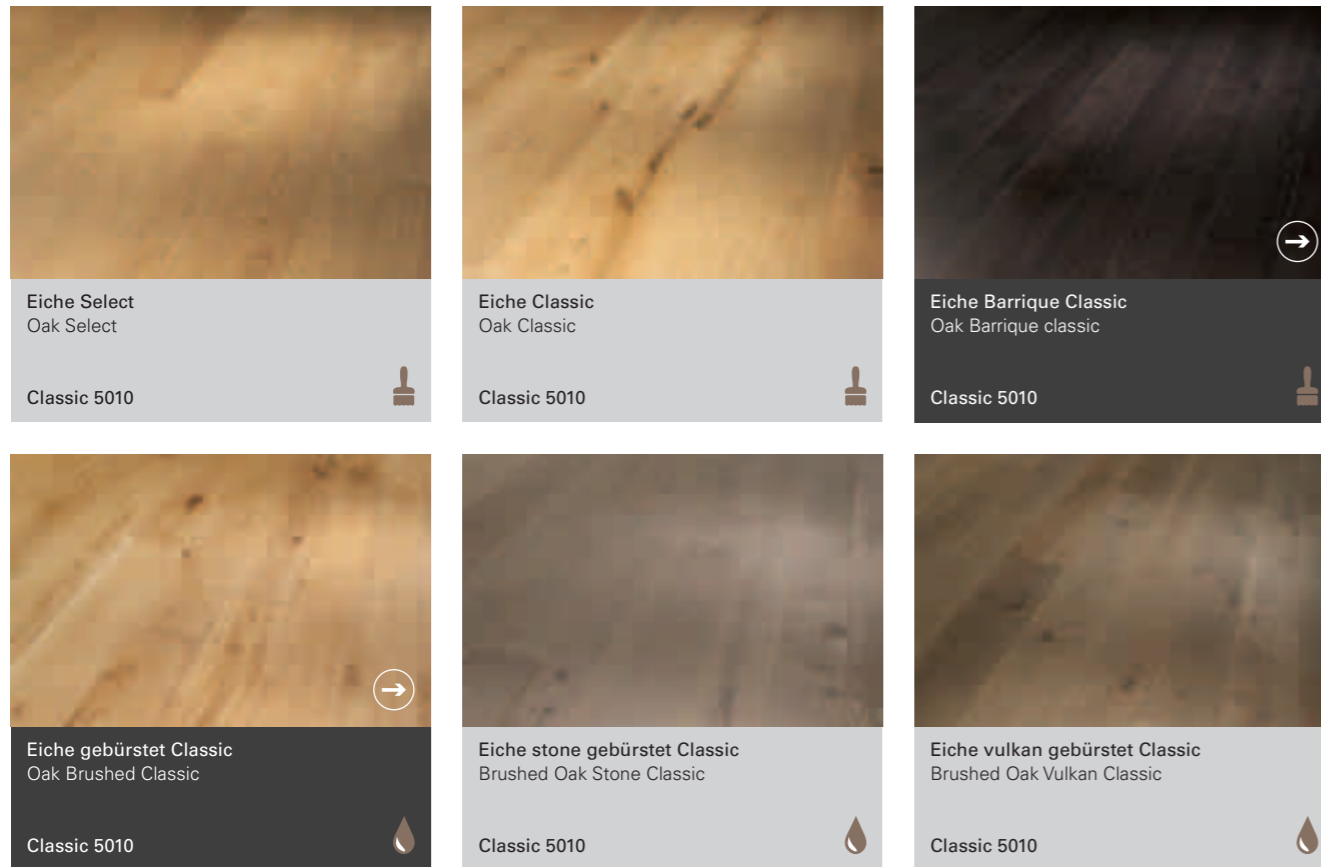 Eiche Select
Oak Select
Classic 5010
Eiche Classic
Oak Classic
Classic 5010
Eiche Barrique Classic
Oak Barrique classic
Classic 5010
Eiche gebürstet Classic
Oak Brushed Classic
Classic 5010
Eiche stone gebürstet Classic
Brushed Oak Stone Classic
Classic 5010
Eiche vulkan gebürstet Classic
Brushed Oak Vulkan Classic
Classic 5010